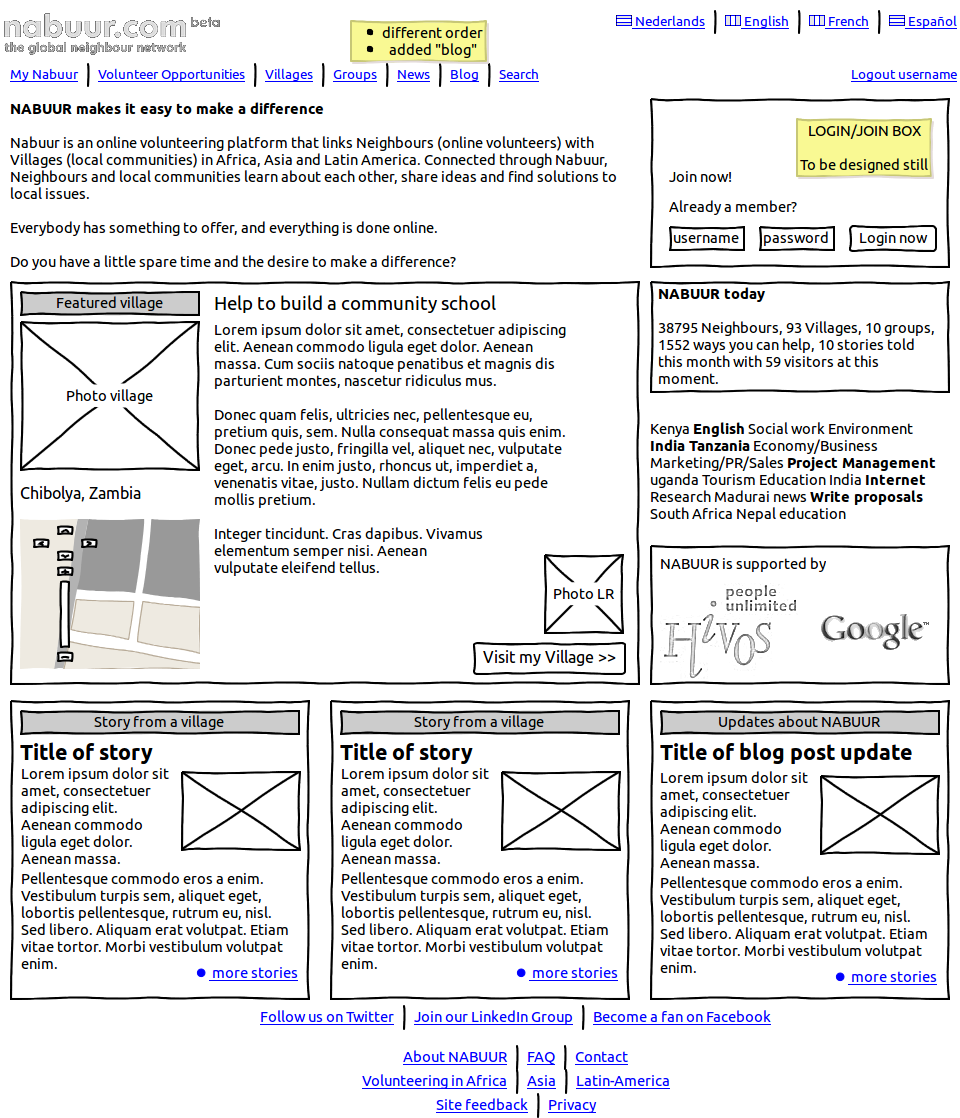 nabuur.com beta
the global neighbour network
different order
added "blog"
Nederlands English French Español
My Nabuur Volunteer Opportunities Villages Groups News Blog Search
Logout username
NABUUR makes it easy to make a difference
Nabuur is an online volunteering platform that links Neighbours (online volunteers) with
Villages (local communities) in Africa, Asia and Latin America. Connected through Nabuur,
Neighbours and local communities learn about each other, share ideas and find solutions to
local issues.
Everybody has something to offer, and everything is done online.
Do you have a little spare time and the desire to make a difference?
LOGIN/JOIN BOX
To be designed still
Join now!
Already a member?
username password Login now
Featured village
Photo village
Chibolya, Zambia
Help to build a community school
Lorem ipsum dolor sit amet, consectetuer adipiscing
elit. Aenean commodo ligula eget dolor. Aenean
massa. Cum sociis natoque penatibus et magnis dis
parturient montes, nascetur ridiculus mus.
Donec quam felis, ultricies nec, pellentesque eu,
pretium quis, sem. Nulla consequat massa quis enim.
Donec pede justo, fringilla vel, aliquet nec, vulputate
eget, arcu. In enim justo, rhoncus ut, imperdiet a,
venenatis vitae, justo. Nullam dictum felis eu pede
mollis pretium.
Integer tincidunt. Cras dapibus. Vivamus
elementum semper nisi. Aenean
vulputate eleifend tellus.
Photo LR
Visit my Village >>
NABUUR today
38795 Neighbours, 93 Villages, 10 groups,
1552 ways you can help, 10 stories told
this month with 59 visitors at this
moment.
Kenya English Social work Environment
India Tanzania Economy/Business
Marketing/PR/Sales Project Management
uganda Tourism Education India Internet
Research Madurai news Write proposals
South Africa Nepal education
NABUUR is supported by
people
unlimited
Hivos
Google™
Story from a village
Title of story
Lorem ipsum dolor sit
amet, consectetuer
adipiscing elit.
Aenean commodo
ligula eget dolor.
Aenean massa.
Pellentesque commodo eros a enim.
Vestibulum turpis sem, aliquet eget,
lobortis pellentesque, rutrum eu, nisl.
Sed libero. Aliquam erat volutpat. Etiam
vitae tortor. Morbi vestibulum volutpat
enim.
more stories
Story from a village
Title of story
Lorem ipsum dolor sit
amet, consectetuer
adipiscing elit.
Aenean commodo
ligula eget dolor.
Aenean massa.
Pellentesque commodo eros a enim.
Vestibulum turpis sem, aliquet eget,
lobortis pellentesque, rutrum eu, nisl.
Sed libero. Aliquam erat volutpat. Etiam
vitae tortor. Morbi vestibulum volutpat
enim.
more stories
Updates about NABUUR
Title of blog post update
Lorem ipsum dolor sit
amet, consectetuer
adipiscing elit.
Aenean commodo
ligula eget dolor.
Aenean massa.
Pellentesque commodo eros a enim.
Vestibulum turpis sem, aliquet eget,
lobortis pellentesque, rutrum eu, nisl.
Sed libero. Aliquam erat volutpat. Etiam
vitae tortor. Morbi vestibulum volutpat
enim.
more stories
Follow us on Twitter Join our LinkedIn Group Become a fan on Facebook
About NABUUR FAQ Contact
Volunteering in Africa Asia Latin-America
Site feedback Privacy